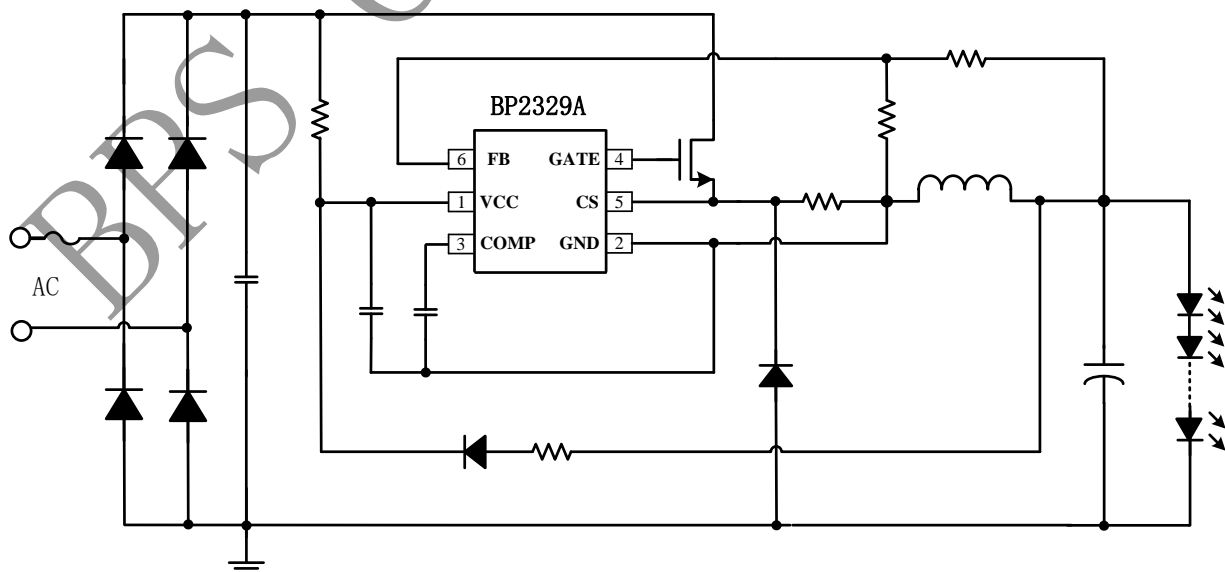 BPS
BP2329A
6 FB GATE 4
1 VCC CS 5
3 COMP GND 2
AC